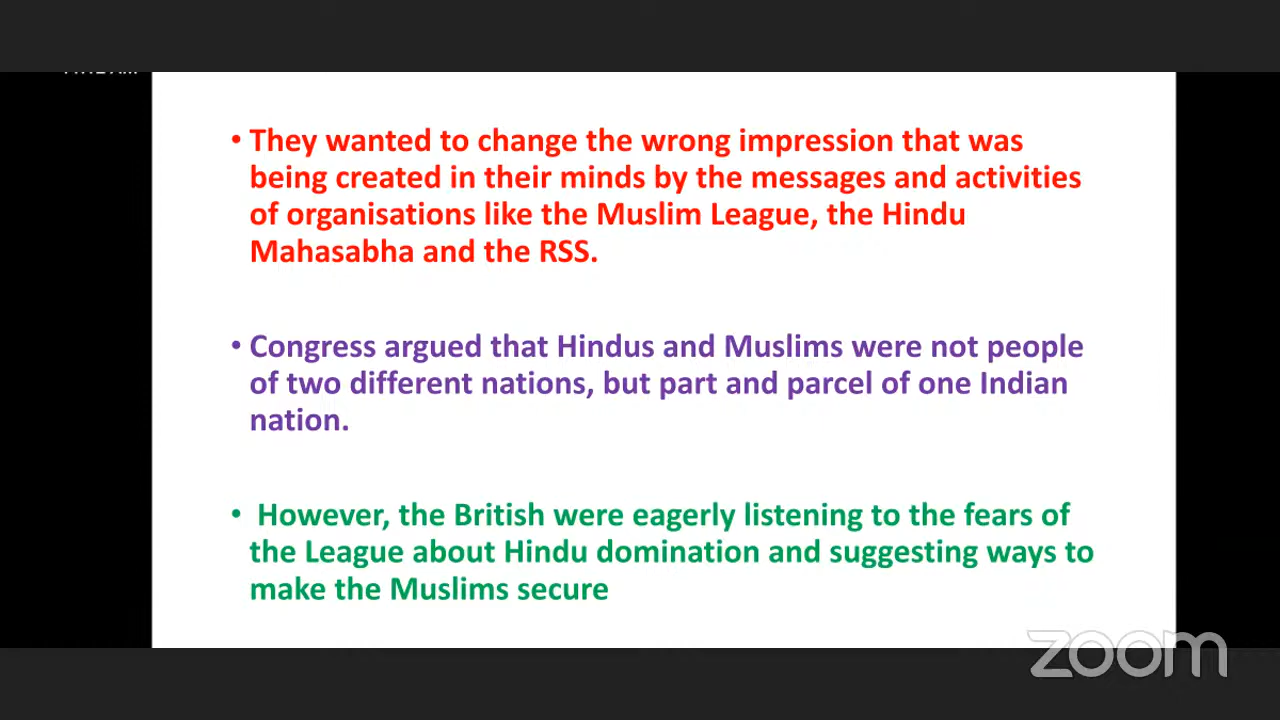 • They wanted to change the wrong impression that was
being created in their minds by the messages and activities
of organisations like the Muslim League, the Hindu
Mahasabha and the RSS.
• Congress argued that Hindus and Muslims were not people
of two different nations, but part and parcel of one Indian
nation.
• However, the British were eagerly listening to the fears of
the League about Hindu domination and suggesting ways to
make the Muslims secure
zoom